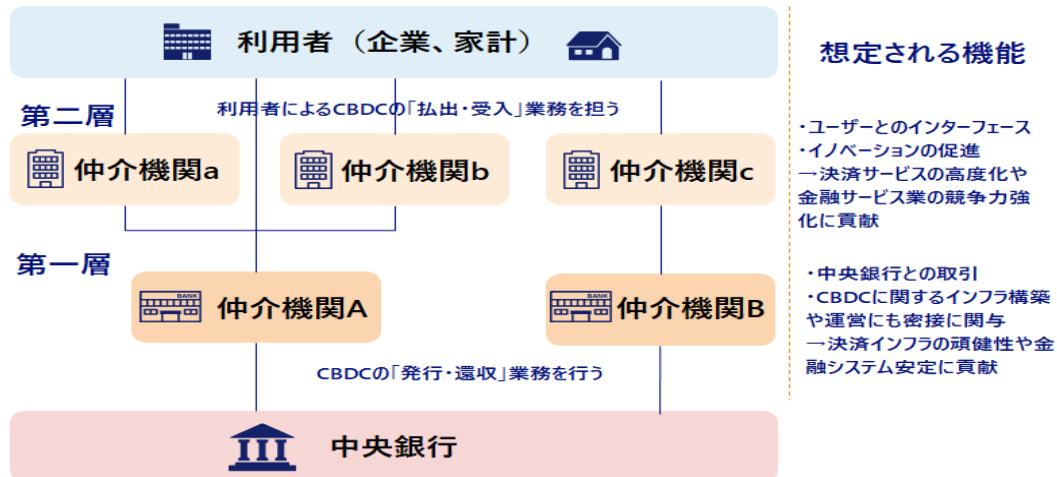 利用者（企業、家計）
想定される機能
利用者によるCBDCの「払出・受入」業務を担う
第二層
仲介機関a
仲介機関b
仲介機関c
・ユーザーとのインターフェース
・イノベーションの促進
→決済サービスの高度化や
金融サービス業の競争力強
化に貢献
第一層
BANK
仲介機関A
BANK
仲介機関B
・中央銀行との取引
・CBDCに関するインフラ構築
や運営にも密接に関与
→決済インフラの頑健性や金
融システム安定に貢献
CBDCの「発行・還収」業務を行う
中央銀行